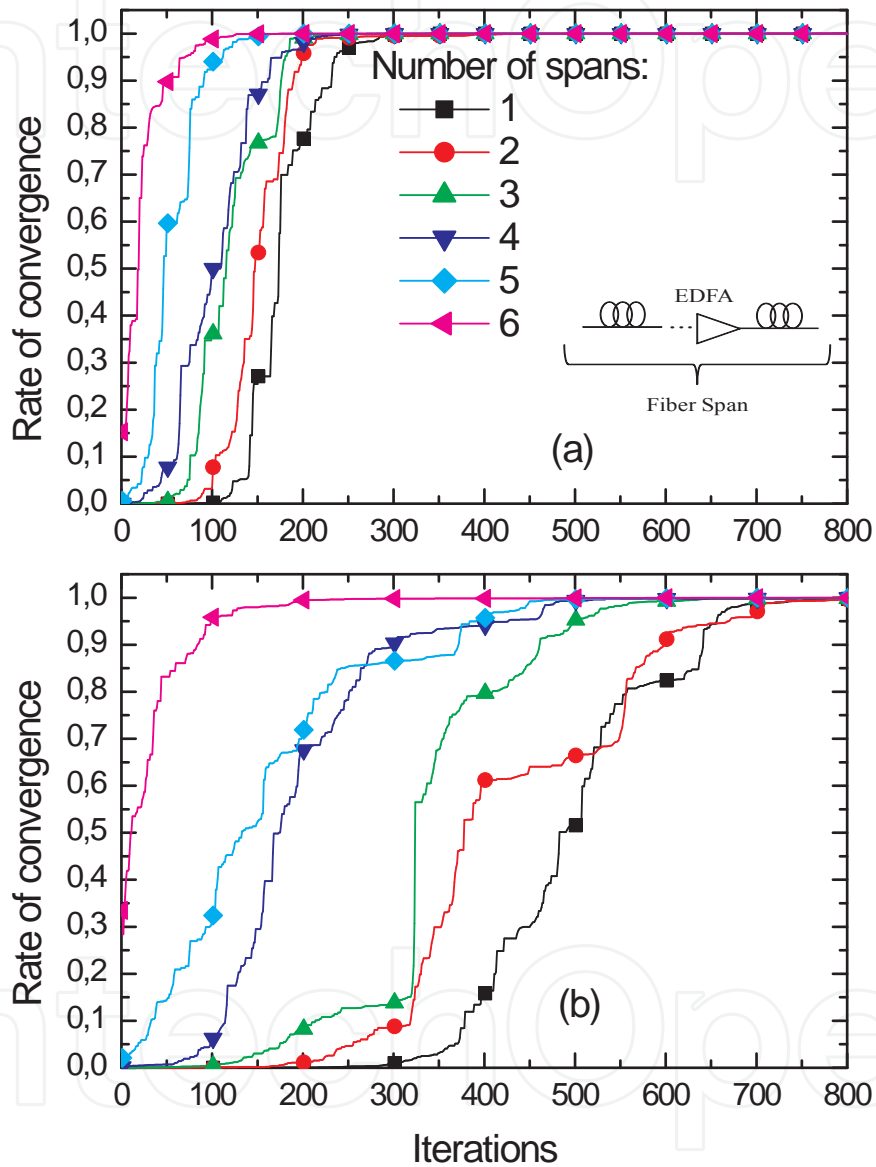 1,0
0,9
0,8
0,7
0,6
0,5
0,4
0,3
0,2
0,1
0,0
Rate of convergence
Number of spans:
1
2
3
4
5
6
EDFA
Fiber Span
(a)
0 100 200 300 400 500 600 700 800
1,0
0,9
0,8
0,7
0,6
0,5
0,4
0,3
0,2
0,1
0,0
Rate of convergence
(b)
0 100 200 300 400 500 600 700 800
Iterations
ntechOpe
ntechOpe